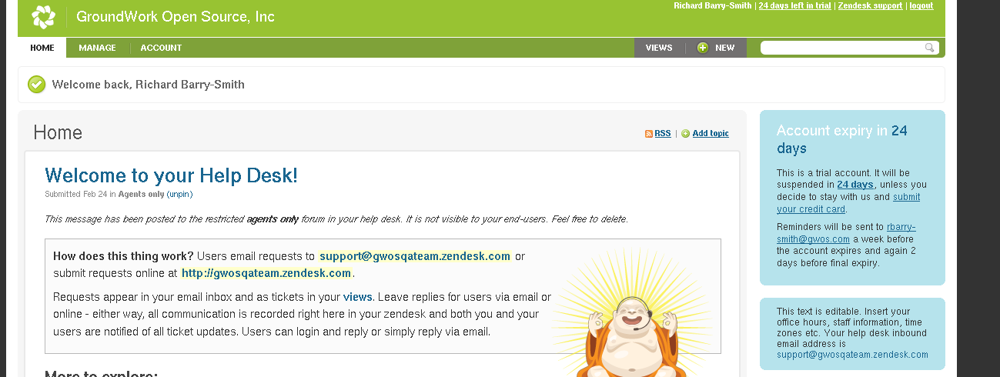 GroundWork Open Source, Inc
Richard Barry-Smith | 24 days left in trial | Zendesk support | logout
HOME MANAGE ACCOUNT VIEWS NEW
Welcome back, Richard Barry-Smith
Home
RSS | Add topic
Welcome to your Help Desk!
Submitted Feb 24 in Agents only (unpin)
This message has been posted to the restricted agents only forum in your help desk. It is not visible to your end-users. Feel free to delete.
How does this thing work? Users email requests to support@gwosqateam.zendesk.com or
submit requests online at http://gwosqateam.zendesk.com.
Requests appear in your email inbox and as tickets in your views. Leave replies for users via email or
online - either way, all communication is recorded right here in your zendesk and both you and your
users are notified of all ticket updates. Users can login and reply or simply reply via email.
More to explore:
Account expiry in 24
days
This is a trial account. It will be
suspended in 24 days, unless you
decide to stay with us and submit
your credit card.
Reminders will be sent to rbarry-
smith@gwos.com a week before
the account expires and again 2
days before final expiry.
This text is editable. Insert your
office hours, staff information, time
zones etc. Your help desk inbound
email address is
support@gwosqateam.zendesk.com